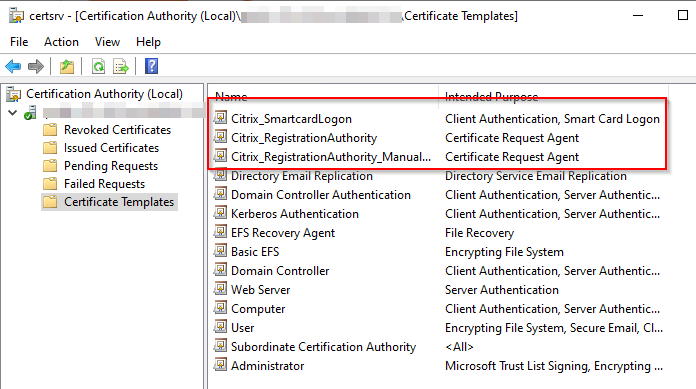 certsrv - [Certification Authority (Local)\ \Certificate Templates]
File Action View Help
Certification Authority (Local)
Revoked Certificates
Issued Certificates
Pending Requests
Failed Requests
Certificate Templates
Name Intended Purpose
Citrix_SmartcardLogon Client Authentication, Smart Card Logon
Citrix_RegistrationAuthority Certificate Request Agent
Citrix_RegistrationAuthority_Manual... Certificate Request Agent
Directory Email Replication Directory Service Email Replication
Domain Controller Authentication Client Authentication, Server Authentic...
Kerberos Authentication Client Authentication, Server Authentic...
EFS Recovery Agent File Recovery
Basic EFS Encrypting File System
Domain Controller Client Authentication, Server Authentic...
Web Server Server Authentication
Computer Client Authentication, Server Authentic...
User Encrypting File System, Secure Email, Cl...
Subordinate Certification Authority <All>
Administrator Microsoft Trust List Signing, Encrypting ...